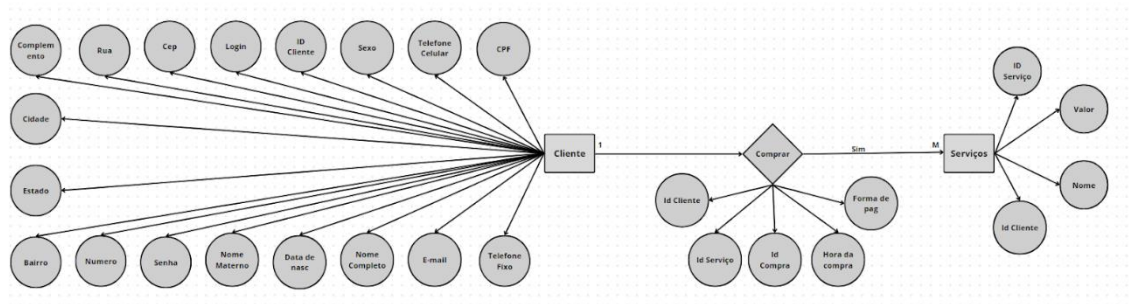 Complem
ento
Rua
Cep
Login
ID
Cliente
Sexo
Telefone
Celular
CPF
Cidade
Estado
Bairro
Numero
Senha
Nome
Materno
Data de
nasc
Nome
Completo
E-mail
Telefone
Fixo
Cliente
1
Comprar
Sim
M
Serviços
Id Cliente
Id Serviço
Id
Compra
Hora da
compra
Forma de
pag
ID
Serviço
Valor
Nome
Id Cliente